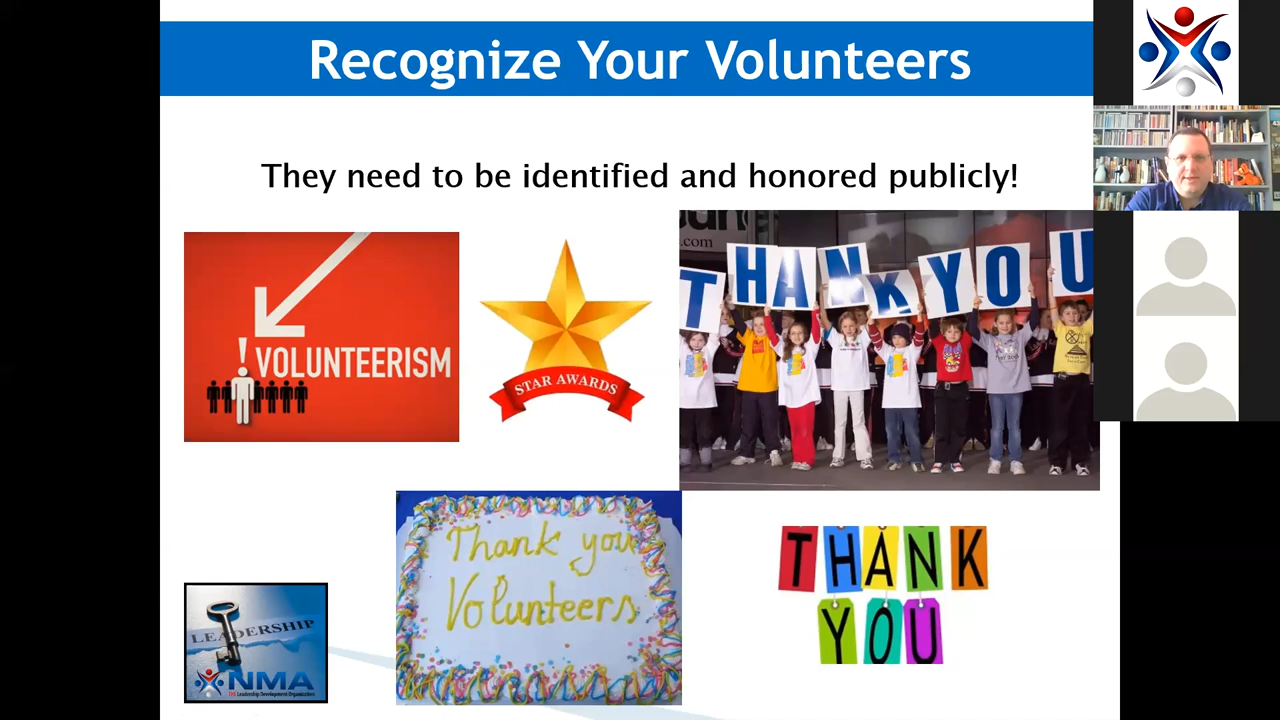 Recognize Your Volunteers
They need to be identified and honored publicly!
! VOLUNTEERISM
STAR AWARDS
.com
THANK YOU
Thank you
Volunteers
THANK
YOU
LEADERSHIP
NMA
THE Leadership Development Organization